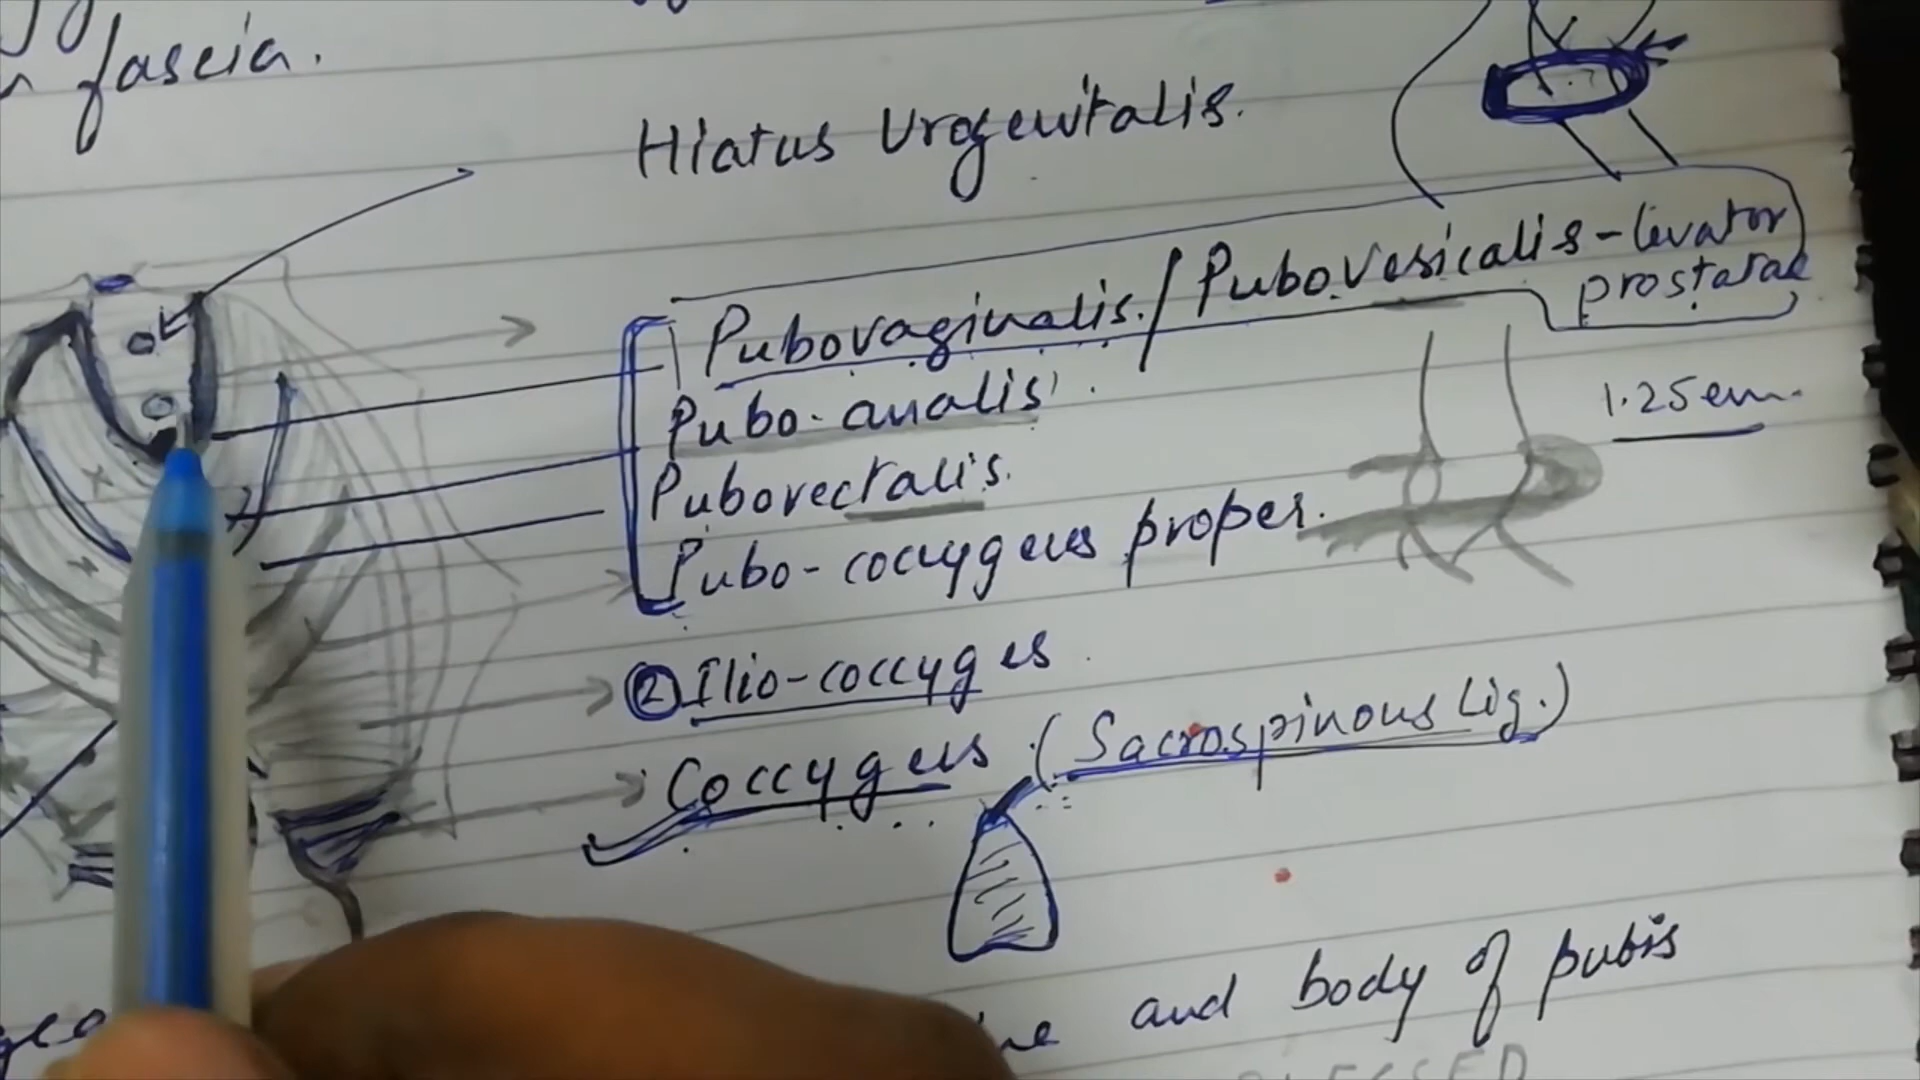 fascia.
Hiatus Urogenitalis.
Pubovaginalis. / Pubovesicalis - levator
prostatae
Pubo-analis
1.25cm.
Puborectalis.
Pubo-coccygeus proper.
② Ilio-coccyges
Coccygeus (Sacrospinous Lig.)
and body of pubis